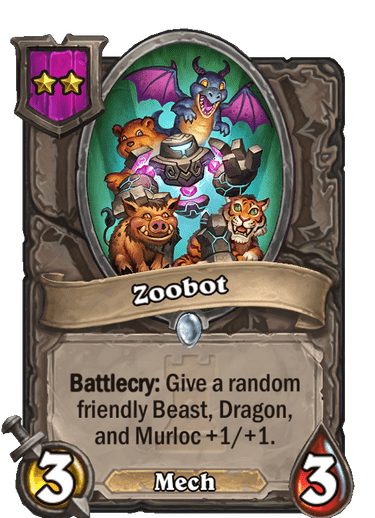 Zoobot
Battlecry: Give a random
friendly Beast, Dragon,
and Murloc +1/+1.
3
Mech
3